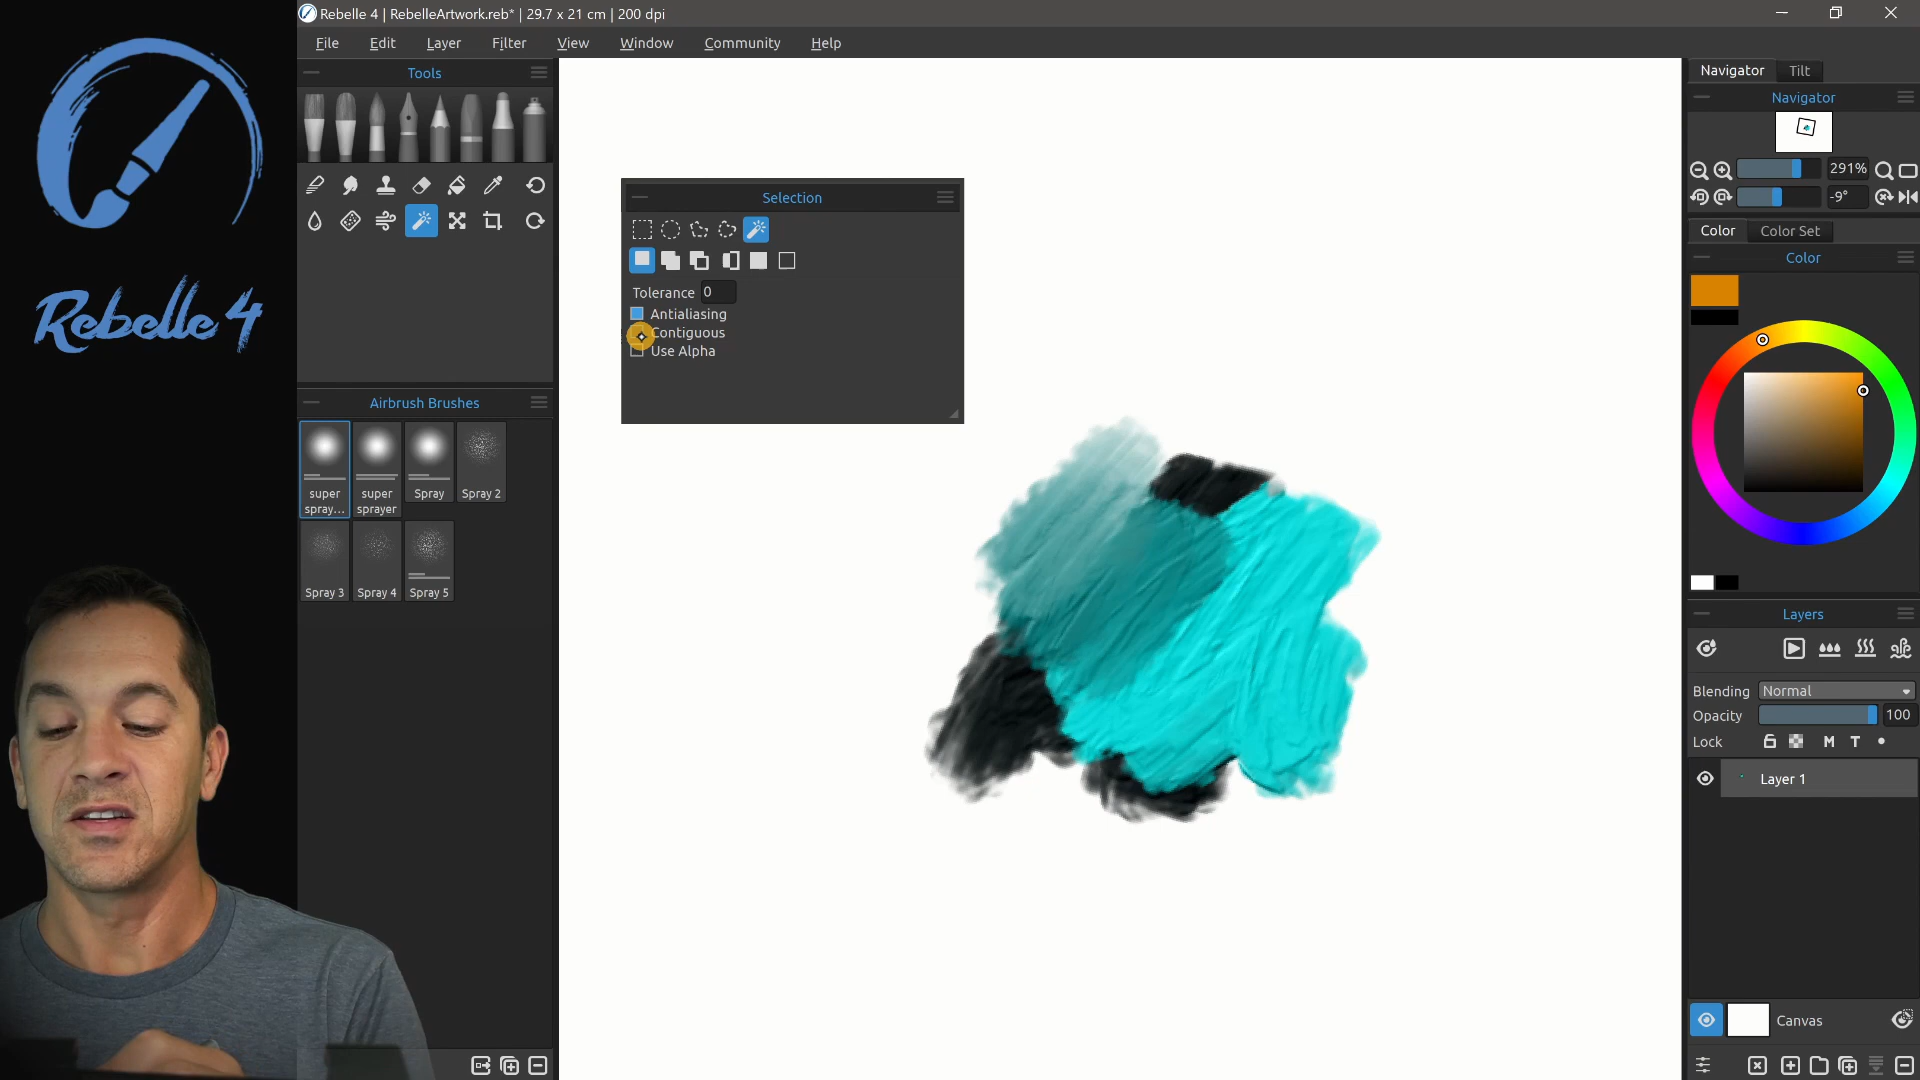 Rebelle 4 | RebelleArtwork.reb* | 29.7 x 21 cm | 200 dpi
File Edit Layer Filter View Window Community Help
Tools
Rebelle 4
Airbrush Brushes
super spray...
super sprayer
Spray
Spray 2
Spray 3
Spray 4
Spray 5
Selection
Tolerance 0
Antialiasing
Contiguous
Use Alpha
Navigator Tilt
Navigator
291%
-9°
Color Color Set
Color
Layers
Blending Normal
Opacity 100
Lock M T
Layer 1
Canvas